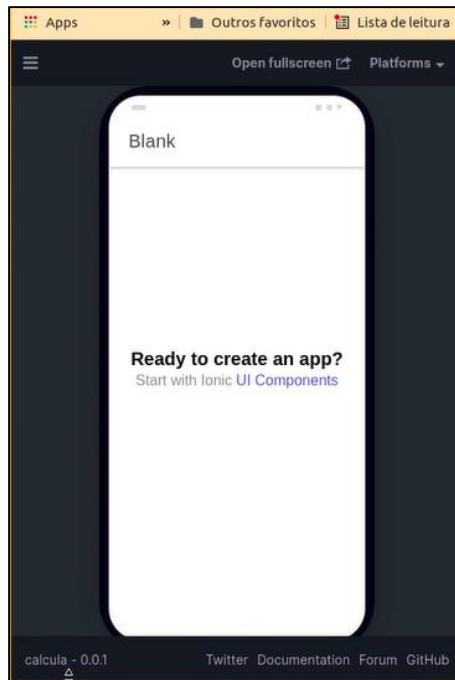 Apps » Outros favoritos Lista de leitura
Open fullscreen Platforms
Blank
Ready to create an app?
Start with Ionic UI Components
calcula - 0.0.1 Twitter Documentation Forum GitHub